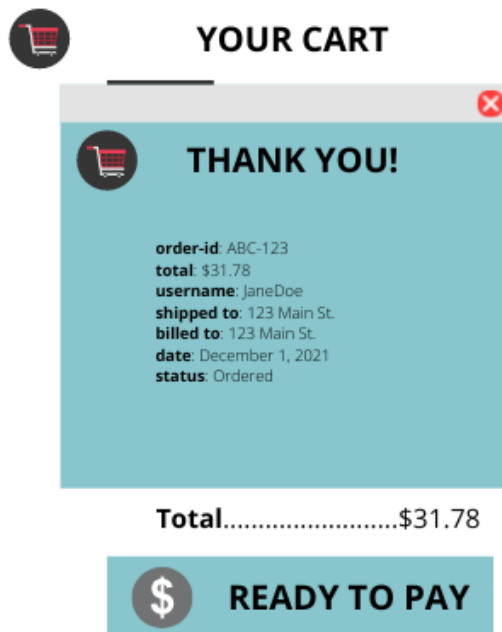 YOUR CART
THANK YOU!
order-id: ABC-123
total: $31.78
username: JaneDoe
shipped to: 123 Main St.
billed to: 123 Main St.
date: December 1, 2021
status: Ordered
Total.........................$31.78
$ READY TO PAY